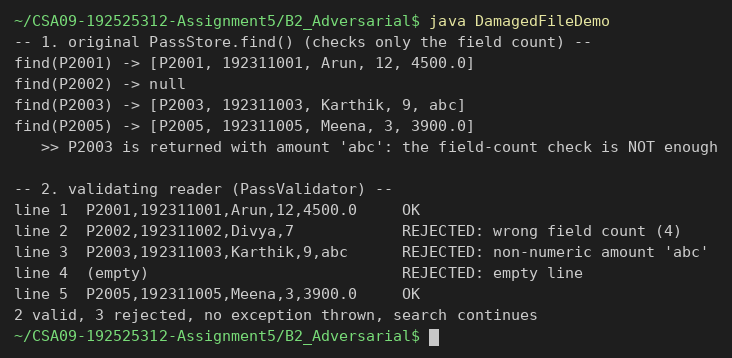 ~/CSA09-192525312-Assignment5/B2_Adversarial$ java DamagedFileDemo
-- 1. original PassStore.find() (checks only the field count) --
find(P2001) -> [P2001, 192311001, Arun, 12, 4500.0]
find(P2002) -> null
find(P2003) -> [P2003, 192311003, Karthik, 9, abc]
find(P2005) -> [P2005, 192311005, Meena, 3, 3900.0]
   >> P2003 is returned with amount 'abc': the field-count check is NOT enough

-- 2. validating reader (PassValidator) --
line 1  P2001,192311001,Arun,12,4500.0     OK
line 2  P2002,192311002,Divya,7            REJECTED: wrong field count (4)
line 3  P2003,192311003,Karthik,9,abc      REJECTED: non-numeric amount 'abc'
line 4  (empty)                            REJECTED: empty line
line 5  P2005,192311005,Meena,3,3900.0     OK
2 valid, 3 rejected, no exception thrown, search continues
~/CSA09-192525312-Assignment5/B2_Adversarial$